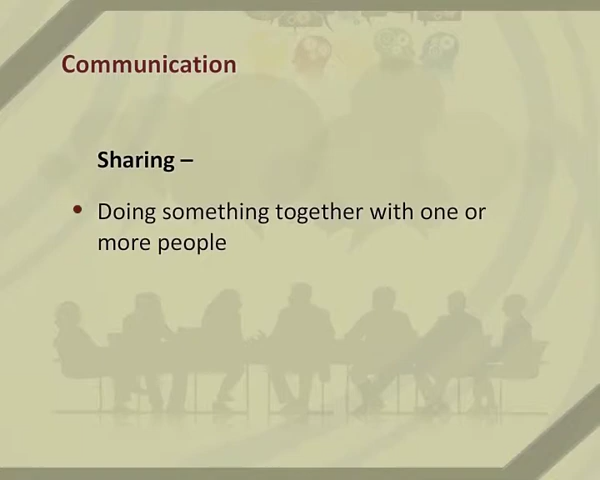 Communication
Sharing –
• Doing something together with one or
more people